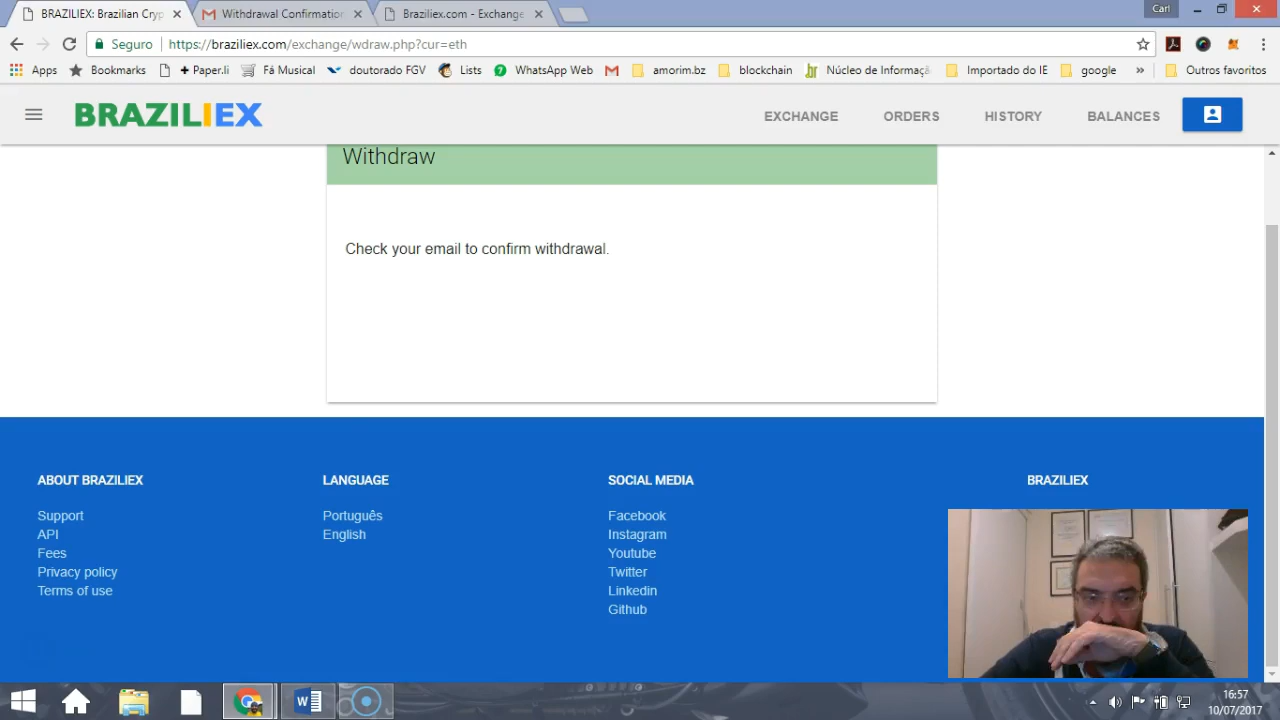 BRAZILIEX: Brazilian Cryp
Withdrawal Confirmation
Braziliex.com - Exchange
Carl
Seguro
https://braziliex.com/exchange/wdraw.php?cur=eth
Apps
Bookmarks
+ Paper.li
Fá Musical
doutorado FGV
Lists
WhatsApp Web
amorim.bz
blockchain
Núcleo de Informaçã
Importado do IE
google
»
Outros favoritos
BRAZILIEX
EXCHANGE
ORDERS
HISTORY
BALANCES
Withdraw
Check your email to confirm withdrawal.
ABOUT BRAZILIEX
Support
API
Fees
Privacy policy
Terms of use
LANGUAGE
Português
English
SOCIAL MEDIA
Facebook
Instagram
Youtube
Twitter
Linkedin
Github
BRAZILIEX
16:57
10/07/2017